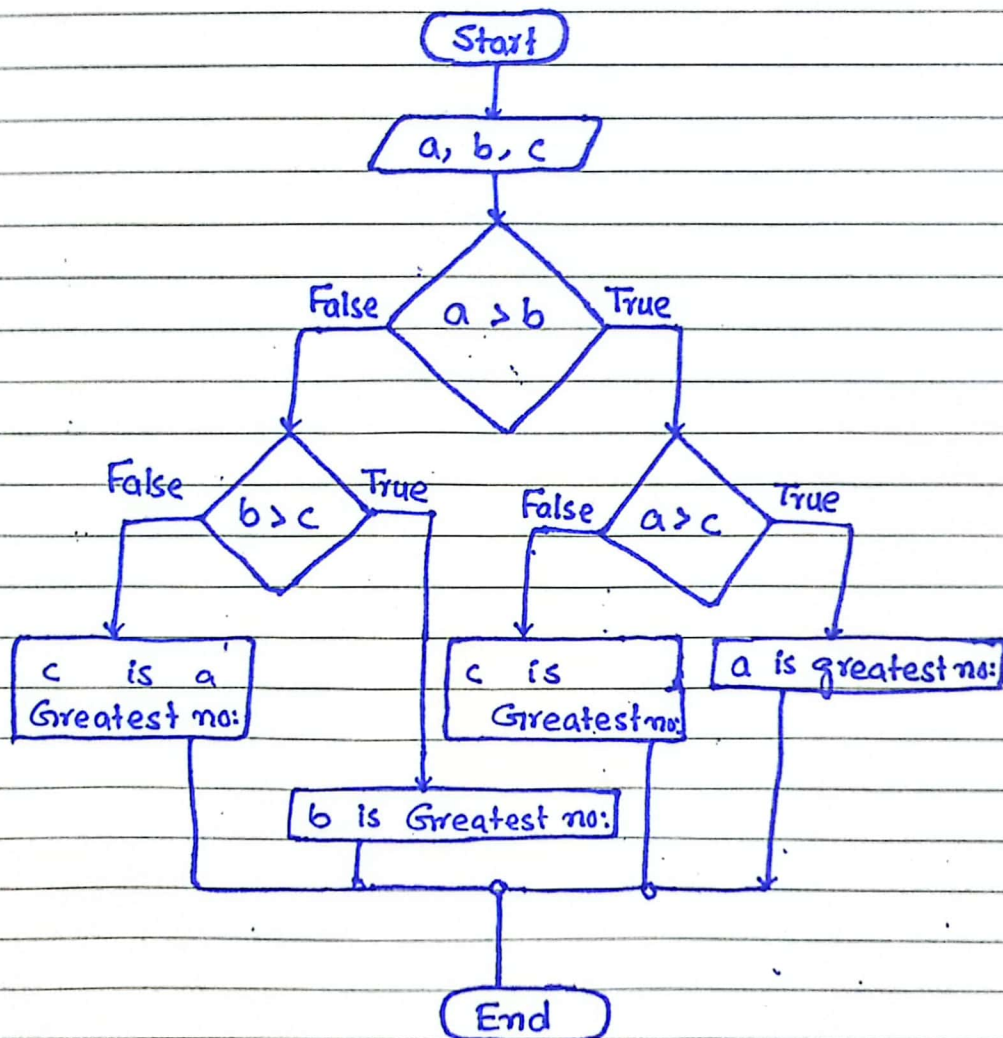 Start
a, b, c
a > b
False
True
b > c
False
True
a > c
False
True
c is a
Greatest no:
b is Greatest no:
c is
Greatest no:
a is greatest no:
End